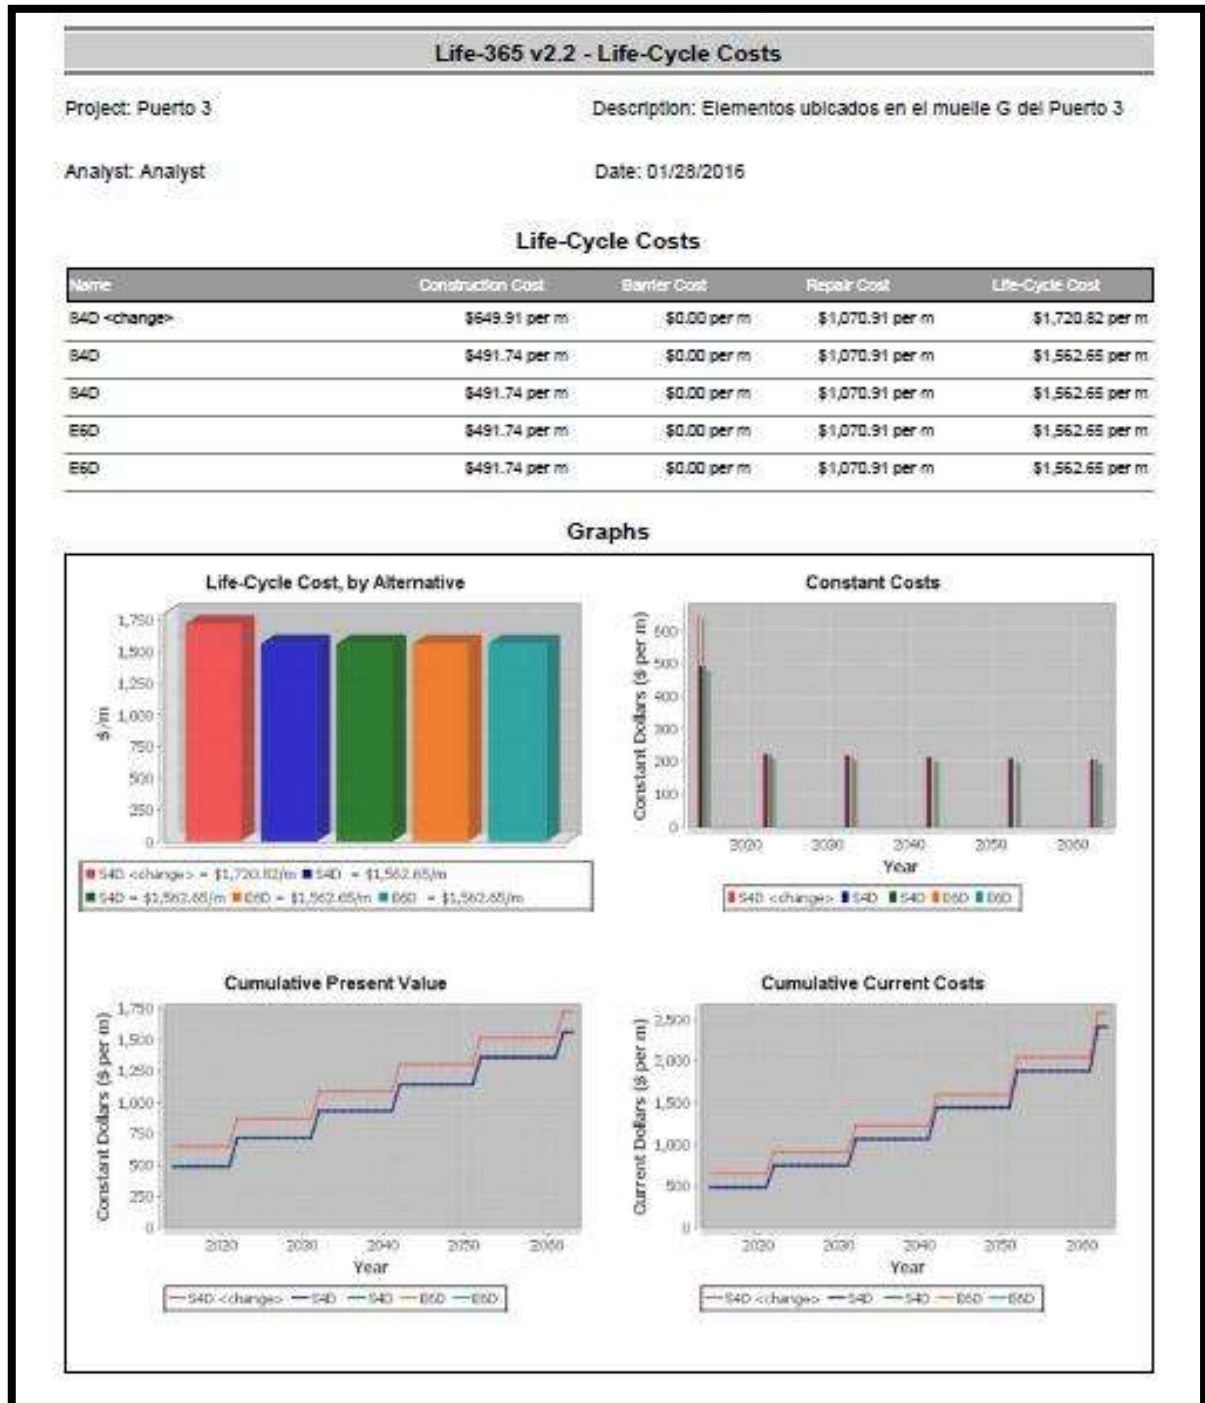 Life-365 v2.2 - Life-Cycle Costs
Project: Puerto 3 Description: Elementos ubicados en el muelle G del Puerto 3
Analyst: Analyst Date: 01/28/2016
Life-Cycle Costs
Name Construction Cost Barrier Cost Repair Cost Life-Cycle Cost
S4D <change> $649.91 per m $0.00 per m $1,070.91 per m $1,720.82 per m
S4D $491.74 per m $0.00 per m $1,070.91 per m $1,562.65 per m
S4D $491.74 per m $0.00 per m $1,070.91 per m $1,562.65 per m
E6D $491.74 per m $0.00 per m $1,070.91 per m $1,562.65 per m
E6D $491.74 per m $0.00 per m $1,070.91 per m $1,562.65 per m
Graphs
Life-Cycle Cost, by Alternative
$/m
1,750
1,500
1,250
1,000
750
500
250
0
S4D <change> = $1,720.82/m S4D = $1,562.65/m
S4D = $1,562.65/m E6D = $1,562.65/m E6D = $1,562.65/m
Constant Costs
Constant Dollars ($ per m)
600
500
400
300
200
100
0
2020 2030 2040 2050 2060
Year
S4D <change> S4D S4D E6D E6D
Cumulative Present Value
Constant Dollars ($ per m)
1,750
1,500
1,250
1,000
750
500
250
0
2020 2030 2040 2050 2060
Year
S4D <change> S4D S4D E6D E6D
Cumulative Current Costs
Current Dollars ($ per m)
2,500
2,000
1,500
1,000
500
0
2020 2030 2040 2050 2060
Year
S4D <change> S4D S4D E6D E6D